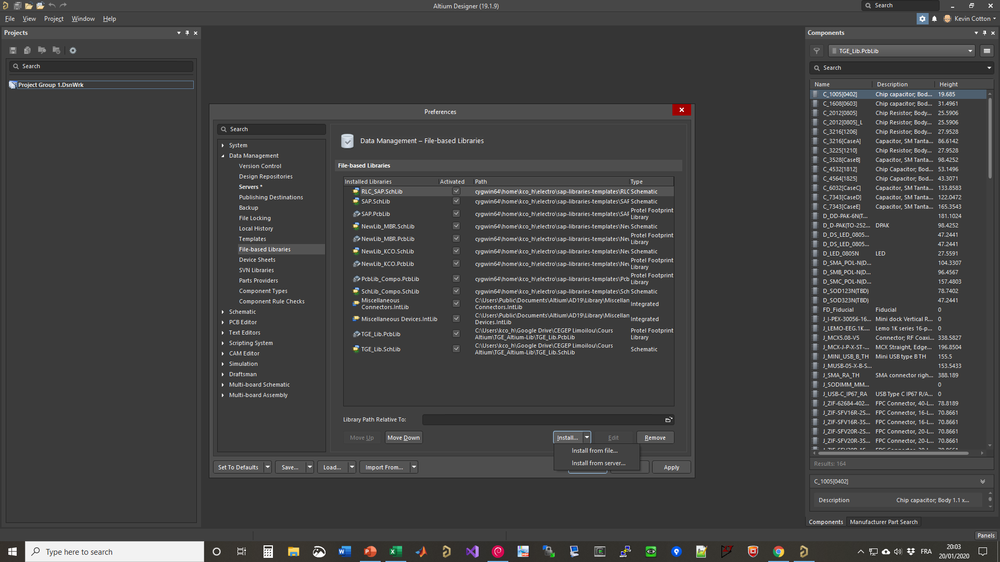 Altium Designer (19.1.9)
Search
File View Project Window Help
Kevin Cotton
Projects
Search
Project Group 1.DsnWrk
Preferences
Search
System
Data Management
Version Control
Design Repositories
Servers *
Publishing Destinations
Backup
File Locking
Local History
Templates
File-based Libraries
Device Sheets
SVN Libraries
Parts Providers
Component Types
Component Rule Checks
Schematic
PCB Editor
Text Editors
Scripting System
CAM Editor
Simulation
Draftsman
Multi-board Schematic
Multi-board Assembly
Data Management – File-based Libraries
File-based Libraries
Installed Libraries Activated Path Type
RLC_SAP.SchLib cygwin64\home\kco_h\electro\sap-libraries-templates\RLC Schematic
SAP.SchLib cygwin64\home\kco_h\electro\sap-libraries-templates\SAP Schematic
SAP.PcbLib cygwin64\home\kco_h\electro\sap-libraries-templates\SAP Protel Footprint Library
NewLib_MBR.SchLib cygwin64\home\kco_h\electro\sap-libraries-templates\Nev Schematic
NewLib_MBR.PcbLib cygwin64\home\kco_h\electro\sap-libraries-templates\Nev Protel Footprint Library
NewLib_KCO.SchLib cygwin64\home\kco_h\electro\sap-libraries-templates\Nev Schematic
NewLib_KCO.PcbLib cygwin64\home\kco_h\electro\sap-libraries-templates\Nev Protel Footprint Library
PcbLib_Compo.PcbLib cygwin64\home\kco_h\electro\sap-libraries-templates\Pcb Protel Footprint Library
SchLib_Compo.SchLib cygwin64\home\kco_h\electro\sap-libraries-templates\Sch Schematic
Miscellaneous Connectors.IntLib C:\Users\Public\Documents\Altium\AD19\Library\Miscellan Connectors.IntLib Integrated
Miscellaneous Devices.IntLib C:\Users\Public\Documents\Altium\AD19\Library\Miscellan Devices.IntLib Integrated
TGE_Lib.PcbLib C:\Users\kco_h\Google Drive\CEGEP Limoilou\Cours Altium\TGE_Altium-Lib\TGE_Lib.PcbLib Protel Footprint Library
TGE_Lib.SchLib C:\Users\kco_h\Google Drive\CEGEP Limoilou\Cours Altium\TGE_Altium-Lib\TGE_Lib.SchLib Schematic
Library Path Relative To:
Move Up Move Down Install... Edit Remove
Install from file...
Install from server...
Set To Defaults Save... Load... Import From... Apply
Components
TGE_Lib.PcbLib
Search
Name Description Height
C_1005[0402] Chip capacitor; Bod... 19.685
C_1608[0603] Chip capacitor; Bod... 31.4961
C_2012[0805] Chip Resistor; Body... 25.5906
C_2012[0805]_L Chip Resistor; Body... 25.5906
C_3216[1206] Chip Resistor; Body... 27.9528
C_3216[CaseA] Capacitor, SM Tanta... 86.6142
C_3225[1210] Chip Resistor; Body... 27.9528
C_3528[CaseB] Capacitor, SM Tanta... 98.4252
C_4532[1812] Chip Capacitor; Bod... 53.1496
C_4564[1825] Chip Capacitor; Bod... 43.3071
C_6032[CaseC] Capacitor, SM Tanta... 133.8583
C_7343[CaseD] Capacitor, SM Tanta... 122.0472
C_7343[CaseE] Capacitor, SM Tanta... 165.3543
D_DD-PAK-6N(T... 181.1024
D_D-PAK(TO-252... DPAK 98.4252
D_DS_LED_0805... 47.2441
D_DS_LED_0805... 47.2441
D_LED_0805N LED 27.5591
D_SMA_POL-N(D... 104.3307
D_SMB_POL-N(D... 96.4567
D_SMC_POL-N(D... 157.4803
D_SOD123N(TBD) 78.7402
D_SOD323N(TBD) 47.2441
FD_Fiducial Fiducial 0
J_I-PEX-30056-16... Mini dock Vertical R... 0
J_LEMO-EEG.1K.... Lemo 1K series 16-p... 0
J_MCX5.08-V5 Connector; RF Coaxi... 338.5827
J_MCX-J-P-X-ST-... MCX Straight, Edge... 196.8504
J_MINI_USB_B_TH Mini USB type B TH 155.5
J_MUSB-05-X-B-S... 153.5433
J_SMA_RA_TH SMA connector righ... 388.189
J_SODIMM_MM... 0
J_USB-C_IP67_RA USB Type C IP67 R/A... 0
J_ZIF-62684-402... FPC Connector, 40-L... 78.8189
J_ZIF-SFV16R-2S... FPC Connector, 16-L... 70.8661
J_ZIF-SFV16R-3S... FPC Connector, 16-L... 70.8661
J_ZIF-SFV20R-2S... FPC Connector, 20-L... 70.8661
J_ZIF-SFV20R-3S... FPC Connector, 20-L... 70.8661
Results: 164
C_1005[0402]
Description Chip capacitor; Body 1.1 x...
Components Manufacturer Part Search
Panels
Type here to search
FRA
20:03
20/01/2020